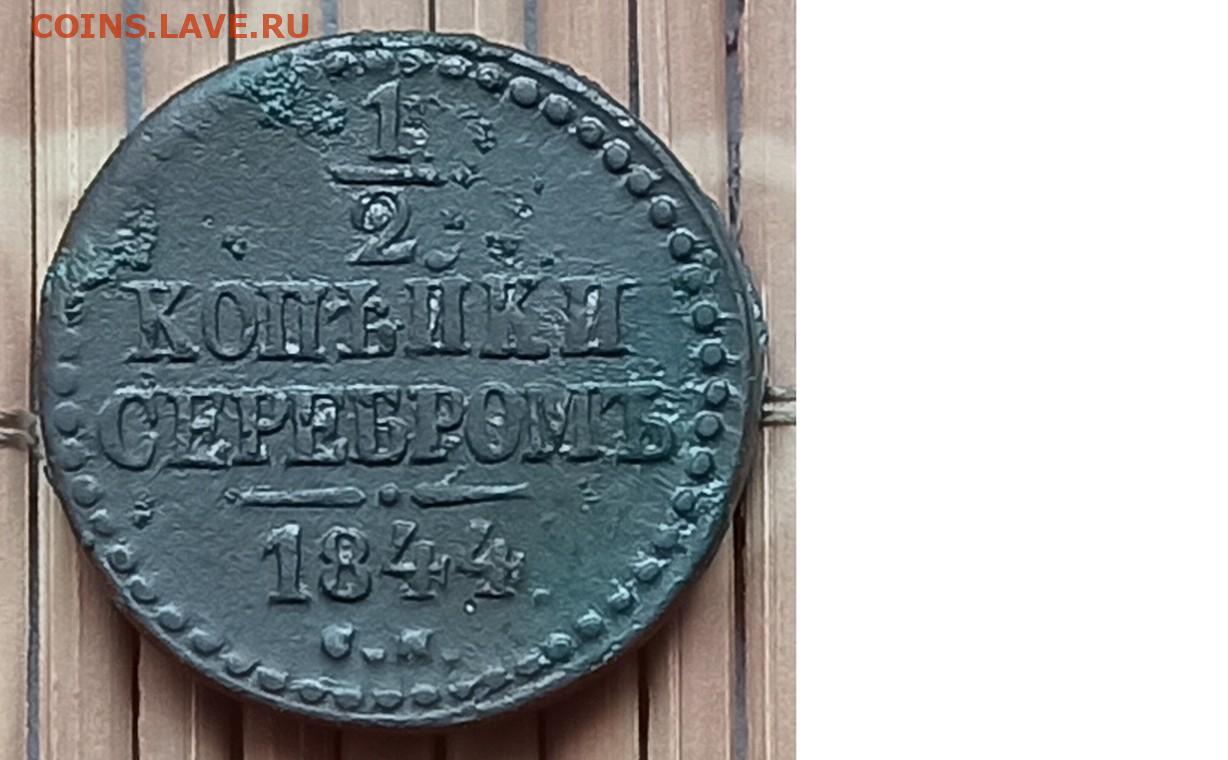 COINS.LAVE.RU
1
2
КОПѢЙКИ
СЕРЕБРОМЪ
1844.
С.М.